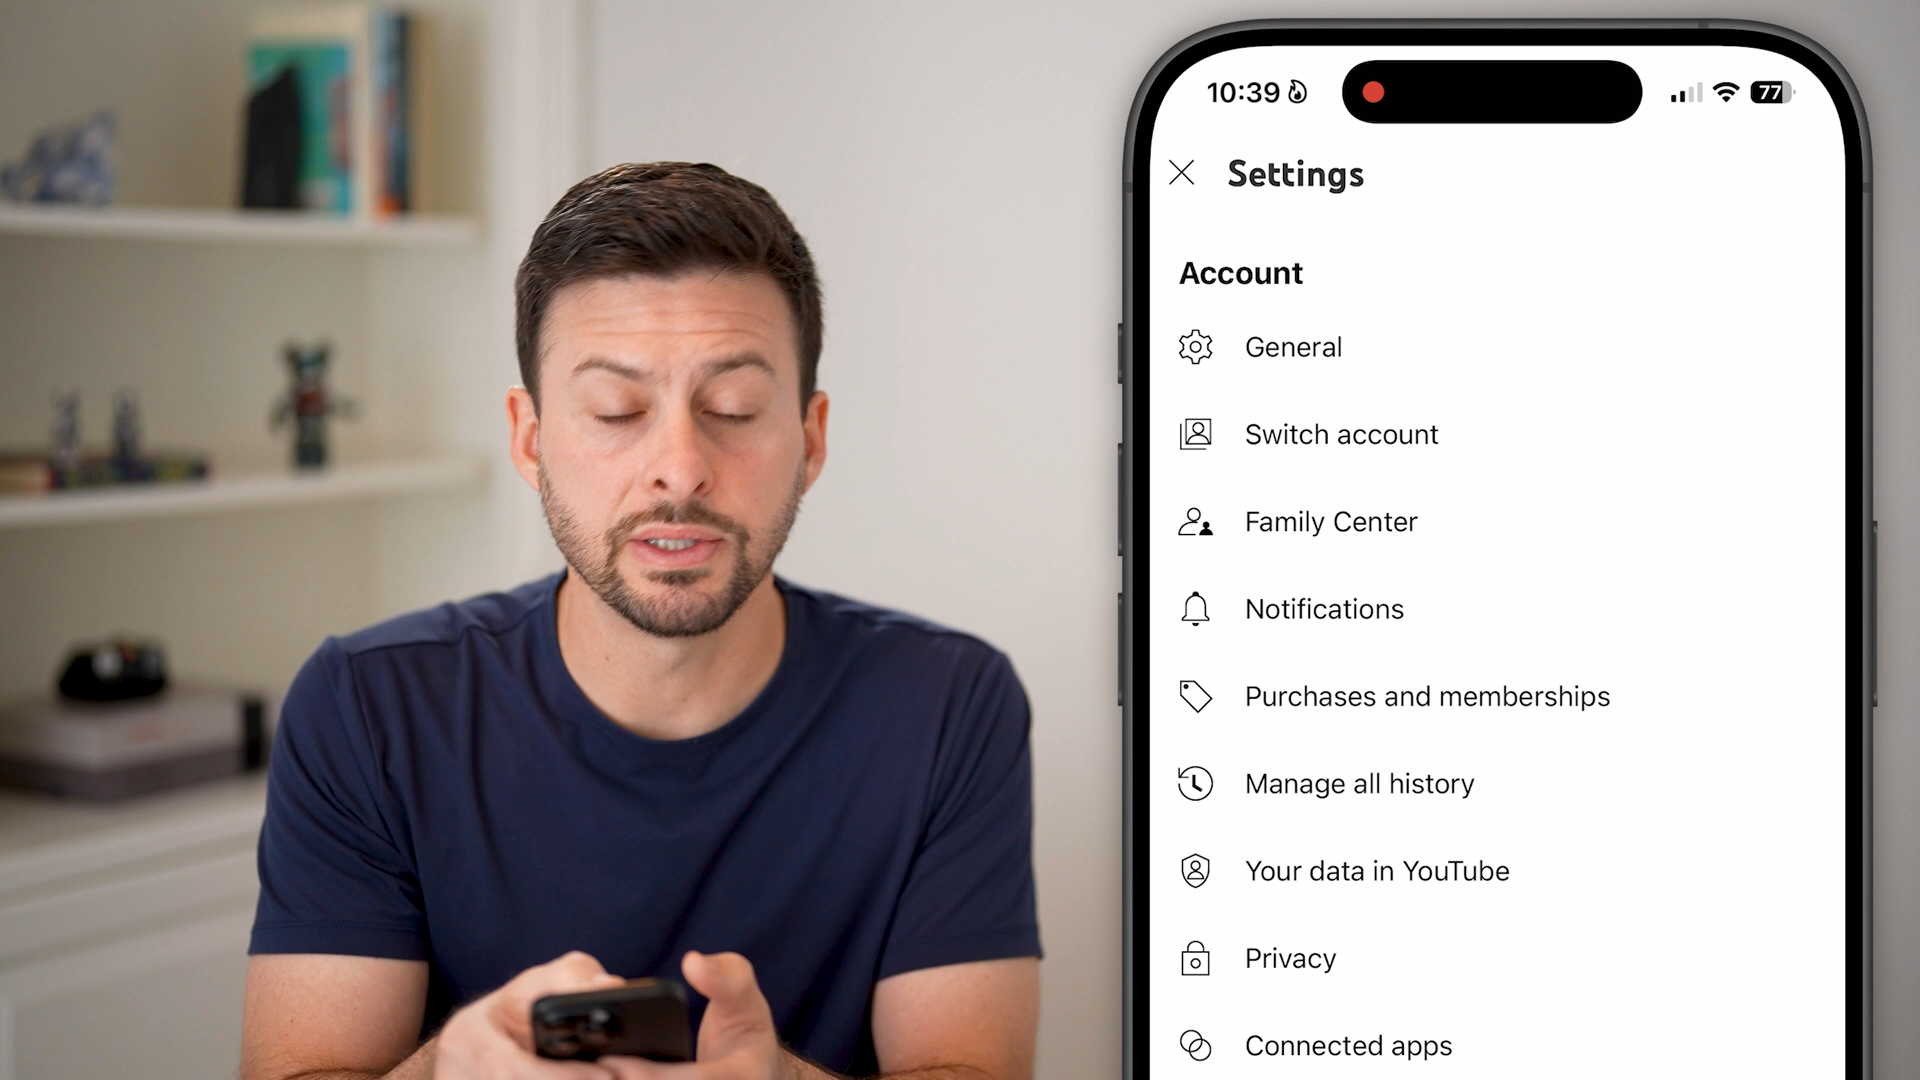 10:39
77
Settings
Account
General
Switch account
Family Center
Notifications
Purchases and memberships
Manage all history
Your data in YouTube
Privacy
Connected apps